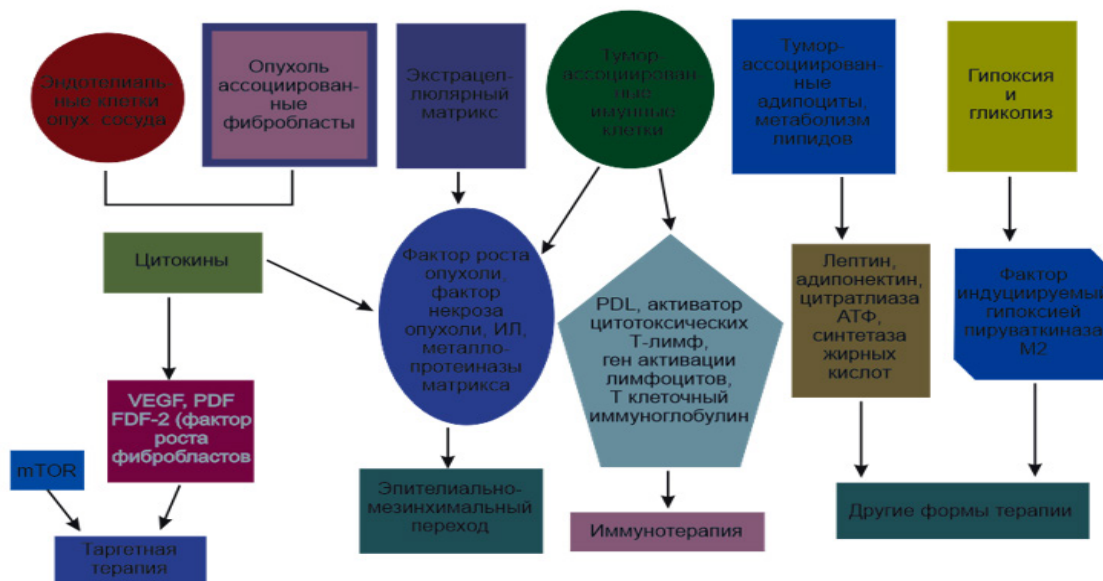 Эндотелиаль-
ные клетки
опух. сосуда
Опухоль
ассоциирован-
ные
фибробласты
Экстрацел-
люлярный
матрикс
Тумор-
ассоциирован-
ные
имунные
клетки
Тумор-
ассоциирован-
ные
адипоциты,
метаболизм
липидов
Гипоксия
и
гликолиз
Цитокины
Фактор роста
опухоли,
фактор
некроза
опухоли, ИЛ,
металло-
протеиназы
матрикса
PDL, активатор
цитотоксических
Т-лимф,
ген активации
лимфоцитов,
Т клеточный
иммуноглобулин
Лептин,
адипонектин,
цитратлиаза
АТФ,
синтетаза
жирных
кислот
Фактор
индуцируемый
гипоксией
пируваткиназа
М2
VEGF, PDF
FDF-2 (фактор
роста
фибробластов
mTOR
Таргетная
терапия
Эпителиально-
мезинхимальный
переход
Иммунотерапия
Другие формы терапии